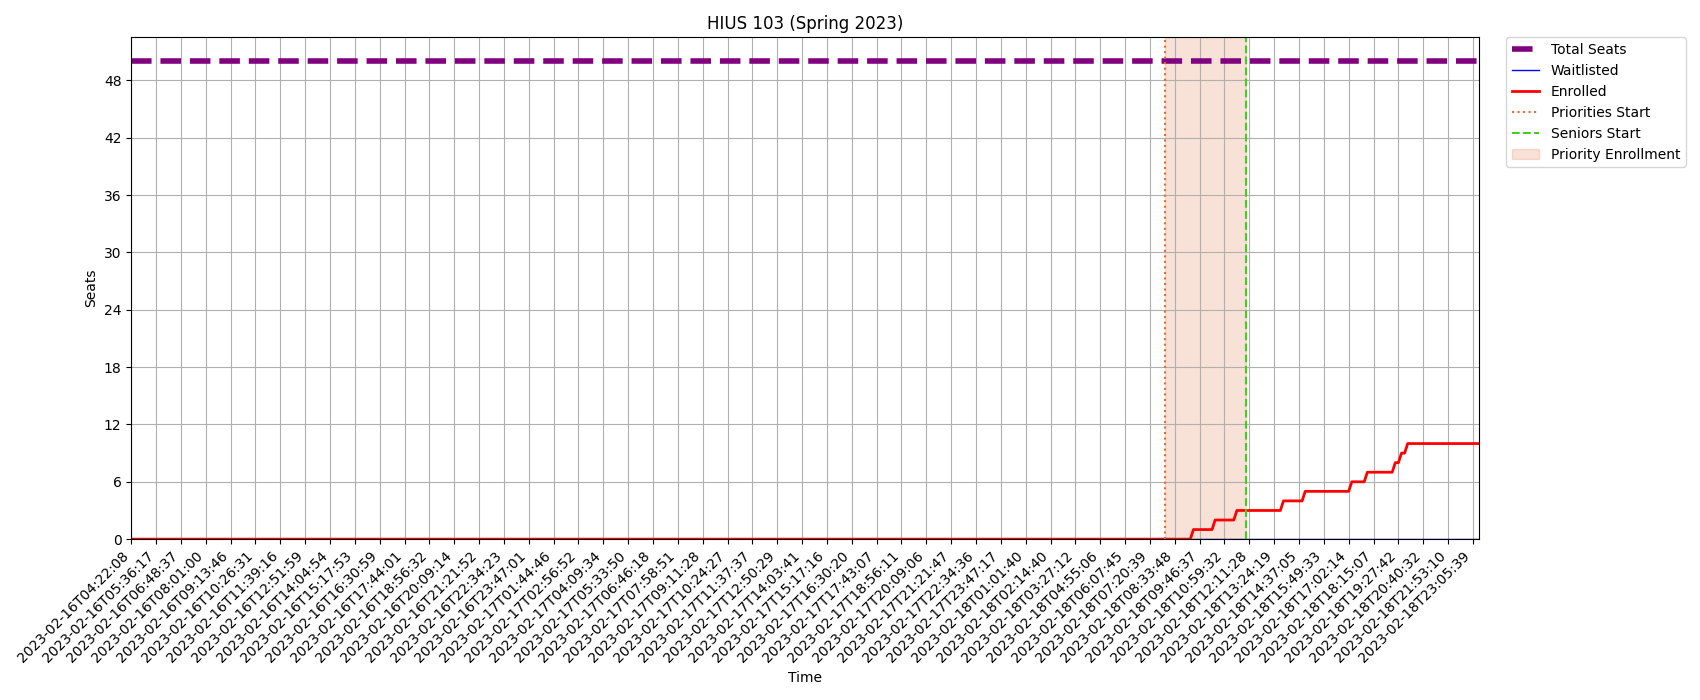 HIUS 103 (Spring 2023)
Total Seats
Waitlisted
Enrolled
Priorities Start
Seniors Start
Priority Enrollment
Seats
48
42
36
30
24
18
12
6
0
2023-02-16T04:22:08
2023-02-16T05:36:17
2023-02-16T06:48:37
2023-02-16T08:01:00
2023-02-16T09:13:46
2023-02-16T10:26:31
2023-02-16T11:39:16
2023-02-16T12:51:59
2023-02-16T14:04:54
2023-02-16T15:17:53
2023-02-16T16:30:59
2023-02-16T17:44:01
2023-02-16T18:56:32
2023-02-16T20:09:14
2023-02-16T21:21:52
2023-02-16T22:34:23
2023-02-16T23:47:01
2023-02-17T01:44:46
2023-02-17T02:56:52
2023-02-17T04:09:34
2023-02-17T05:33:50
2023-02-17T06:46:18
2023-02-17T07:58:51
2023-02-17T09:11:28
2023-02-17T10:24:27
2023-02-17T11:37:37
2023-02-17T12:50:29
2023-02-17T14:03:41
2023-02-17T15:17:16
2023-02-17T16:30:20
2023-02-17T17:43:07
2023-02-17T18:56:11
2023-02-17T20:09:06
2023-02-17T21:21:47
2023-02-17T22:34:36
2023-02-17T23:47:17
2023-02-18T01:01:40
2023-02-18T02:14:40
2023-02-18T03:27:12
2023-02-18T04:55:06
2023-02-18T06:07:45
2023-02-18T07:20:39
2023-02-18T08:33:48
2023-02-18T09:46:37
2023-02-18T10:59:32
2023-02-18T12:11:28
2023-02-18T13:24:19
2023-02-18T14:37:05
2023-02-18T15:49:33
2023-02-18T17:02:14
2023-02-18T18:15:07
2023-02-18T19:27:42
2023-02-18T20:40:32
2023-02-18T21:53:10
2023-02-18T23:05:39
Time